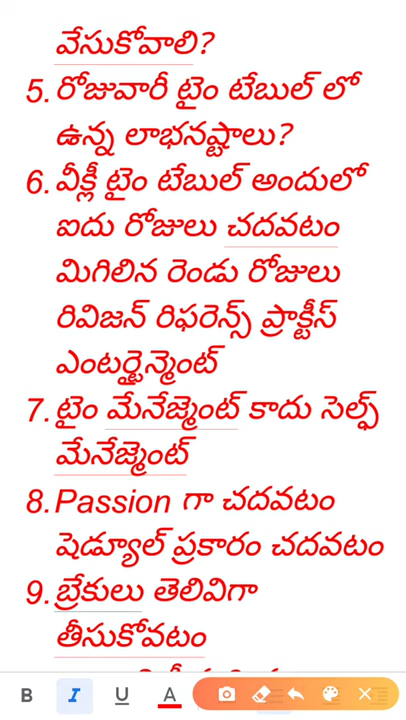 వేసుకోవాలి?
5. రోజువారీ టైం టేబుల్ లో
ఉన్న లాభనష్టాలు?
6. వీక్లీ టైం టేబుల్ అందులో
ఐదు రోజులు చదవటం
మిగిలిన రెండు రోజులు
రివిజన్ రిఫరెన్స్ ప్రాక్టీస్
ఎంటర్టైన్మెంట్
7. టైం మేనేజ్మెంట్ కాదు సెల్ఫ్
మేనేజ్మెంట్
8. Passion గా చదవటం
షెడ్యూల్ ప్రకారం చదవటం
9. బ్రేకులు తెలివిగా
తీసుకోవటం
B I U A